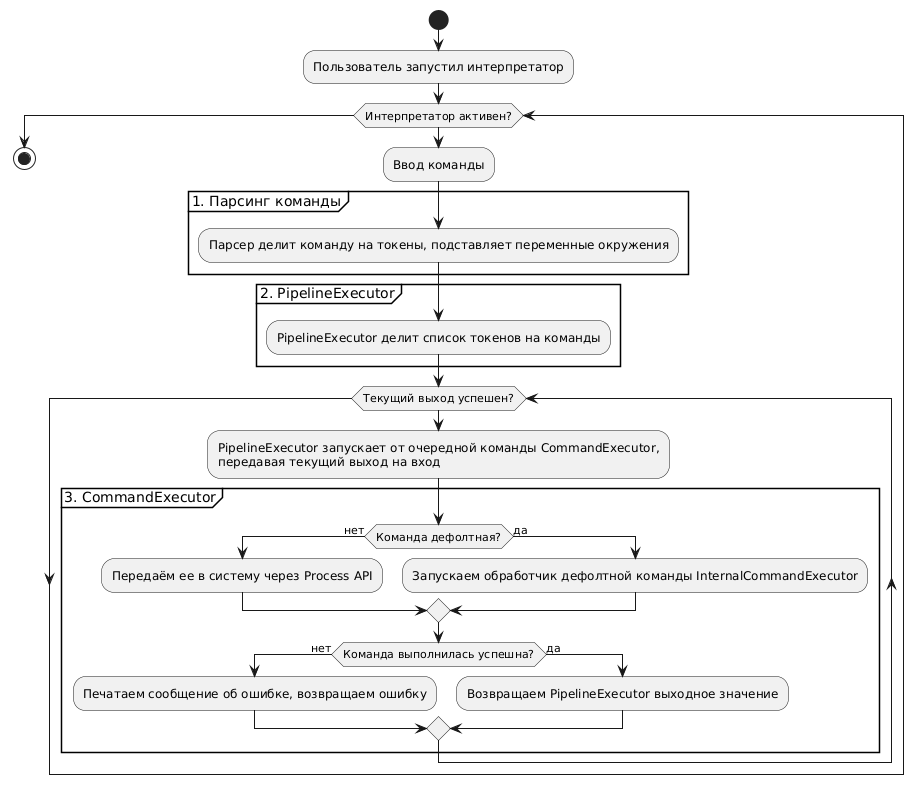 Пользователь запустил интерпретатор
Интерпретатор активен?
Ввод команды
1. Парсинг команды
Парсер делит команду на токены, подставляет переменные окружения
2. PipelineExecutor
PipelineExecutor делит список токенов на команды
Текущий выход успешен?
PipelineExecutor запускает от очередной команды CommandExecutor,
передавая текущий выход на вход
3. CommandExecutor
нет
Команда дефолтная?
да
Передаём ее в систему через Process API
Запускаем обработчик дефолтной команды InternalCommandExecutor
нет
Команда выполнилась успешна?
да
Печатаем сообщение об ошибке, возвращаем ошибку
Возвращаем PipelineExecutor выходное значение